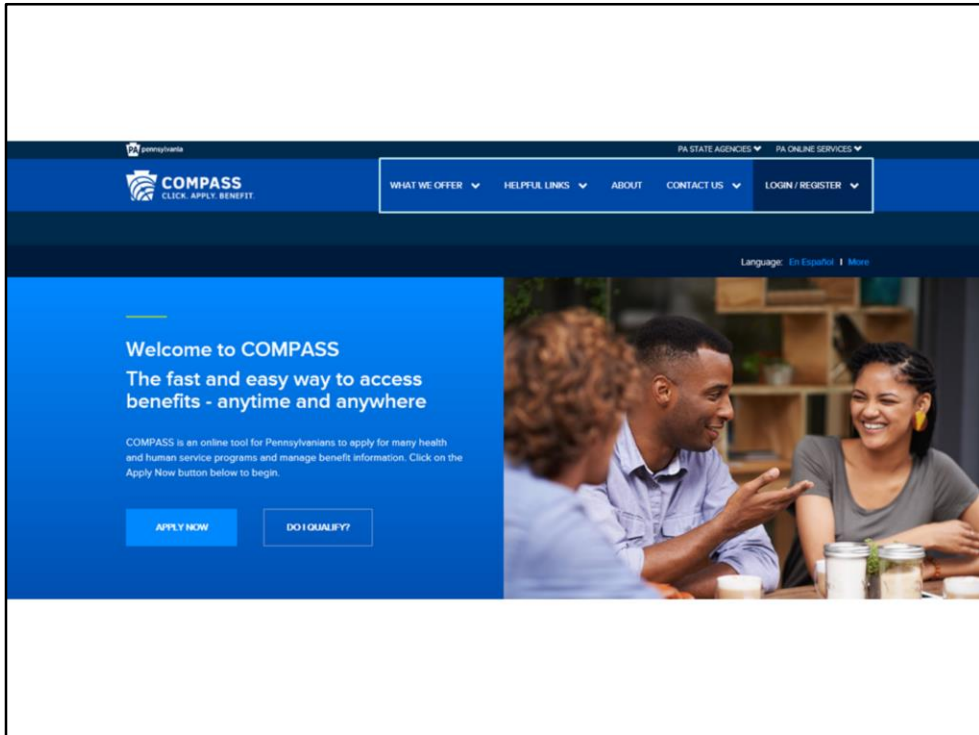 PA pennsylvania
PA STATE AGENCIES PA ONLINE SERVICES
COMPASS
CLICK. APPLY. BENEFIT.
WHAT WE OFFER HELPFUL LINKS ABOUT CONTACT US LOGIN / REGISTER
Language: En Español | More
Welcome to COMPASS
The fast and easy way to access
benefits - anytime and anywhere
COMPASS is an online tool for Pennsylvanians to apply for many health
and human service programs and manage benefit information. Click on the
Apply Now button below to begin.
APPLY NOW DO I QUALIFY?